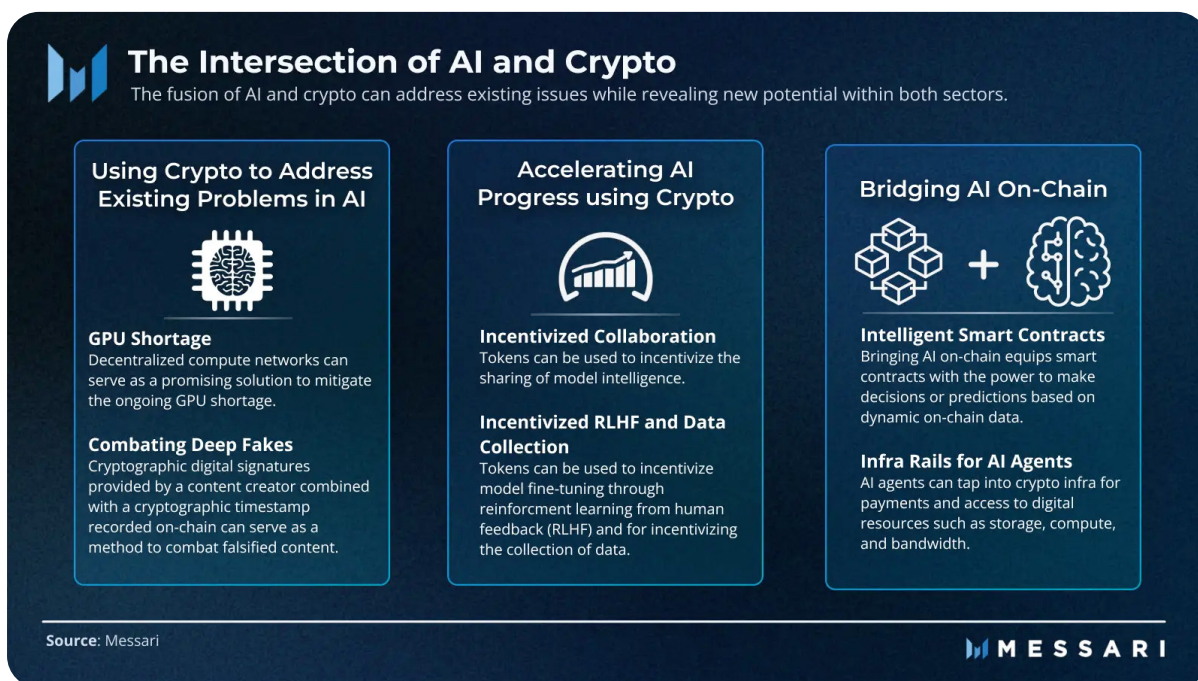 The Intersection of AI and Crypto
The fusion of AI and crypto can address existing issues while revealing new potential within both sectors.
Using Crypto to Address
Existing Problems in AI
GPU Shortage
Decentralized compute networks can
serve as a promising solution to mitigate
the ongoing GPU shortage.
Combating Deep Fakes
Cryptographic digital signatures
provided by a content creator combined
with a cryptographic timestamp
recorded on-chain can serve as a
method to combat falsified content.
Accelerating AI
Progress using Crypto
Incentivized Collaboration
Tokens can be used to incentivize the
sharing of model intelligence.
Incentivized RLHF and Data
Collection
Tokens can be used to incentivize
model fine-tuning through
reinforcment learning from human
feedback (RLHF) and for incentivizing
the collection of data.
Bridging AI On-Chain
Intelligent Smart Contracts
Bringing AI on-chain equips smart
contracts with the power to make
decisions or predictions based on
dynamic on-chain data.
Infra Rails for AI Agents
AI agents can tap into crypto infra for
payments and access to digital
resources such as storage, compute,
and bandwidth.
Source: Messari
MESSARI